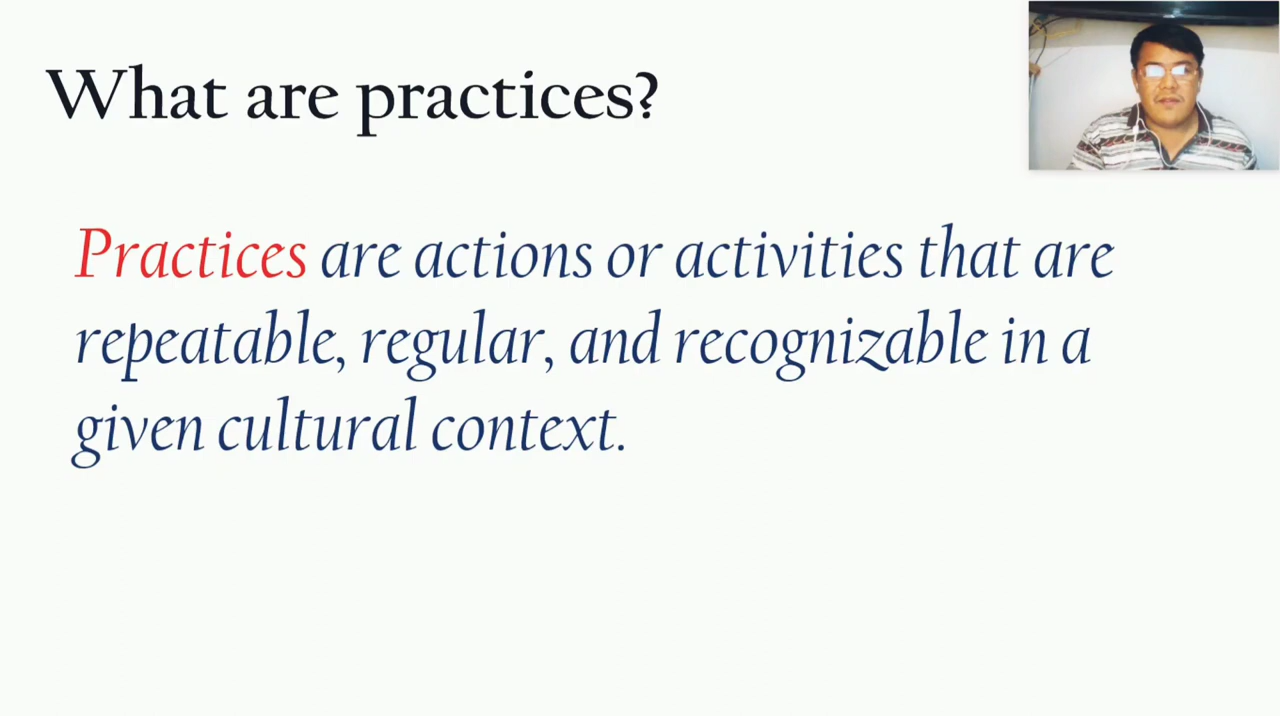 What are practices?
Practices are actions or activities that are
repeatable, regular, and recognizable in a
given cultural context.